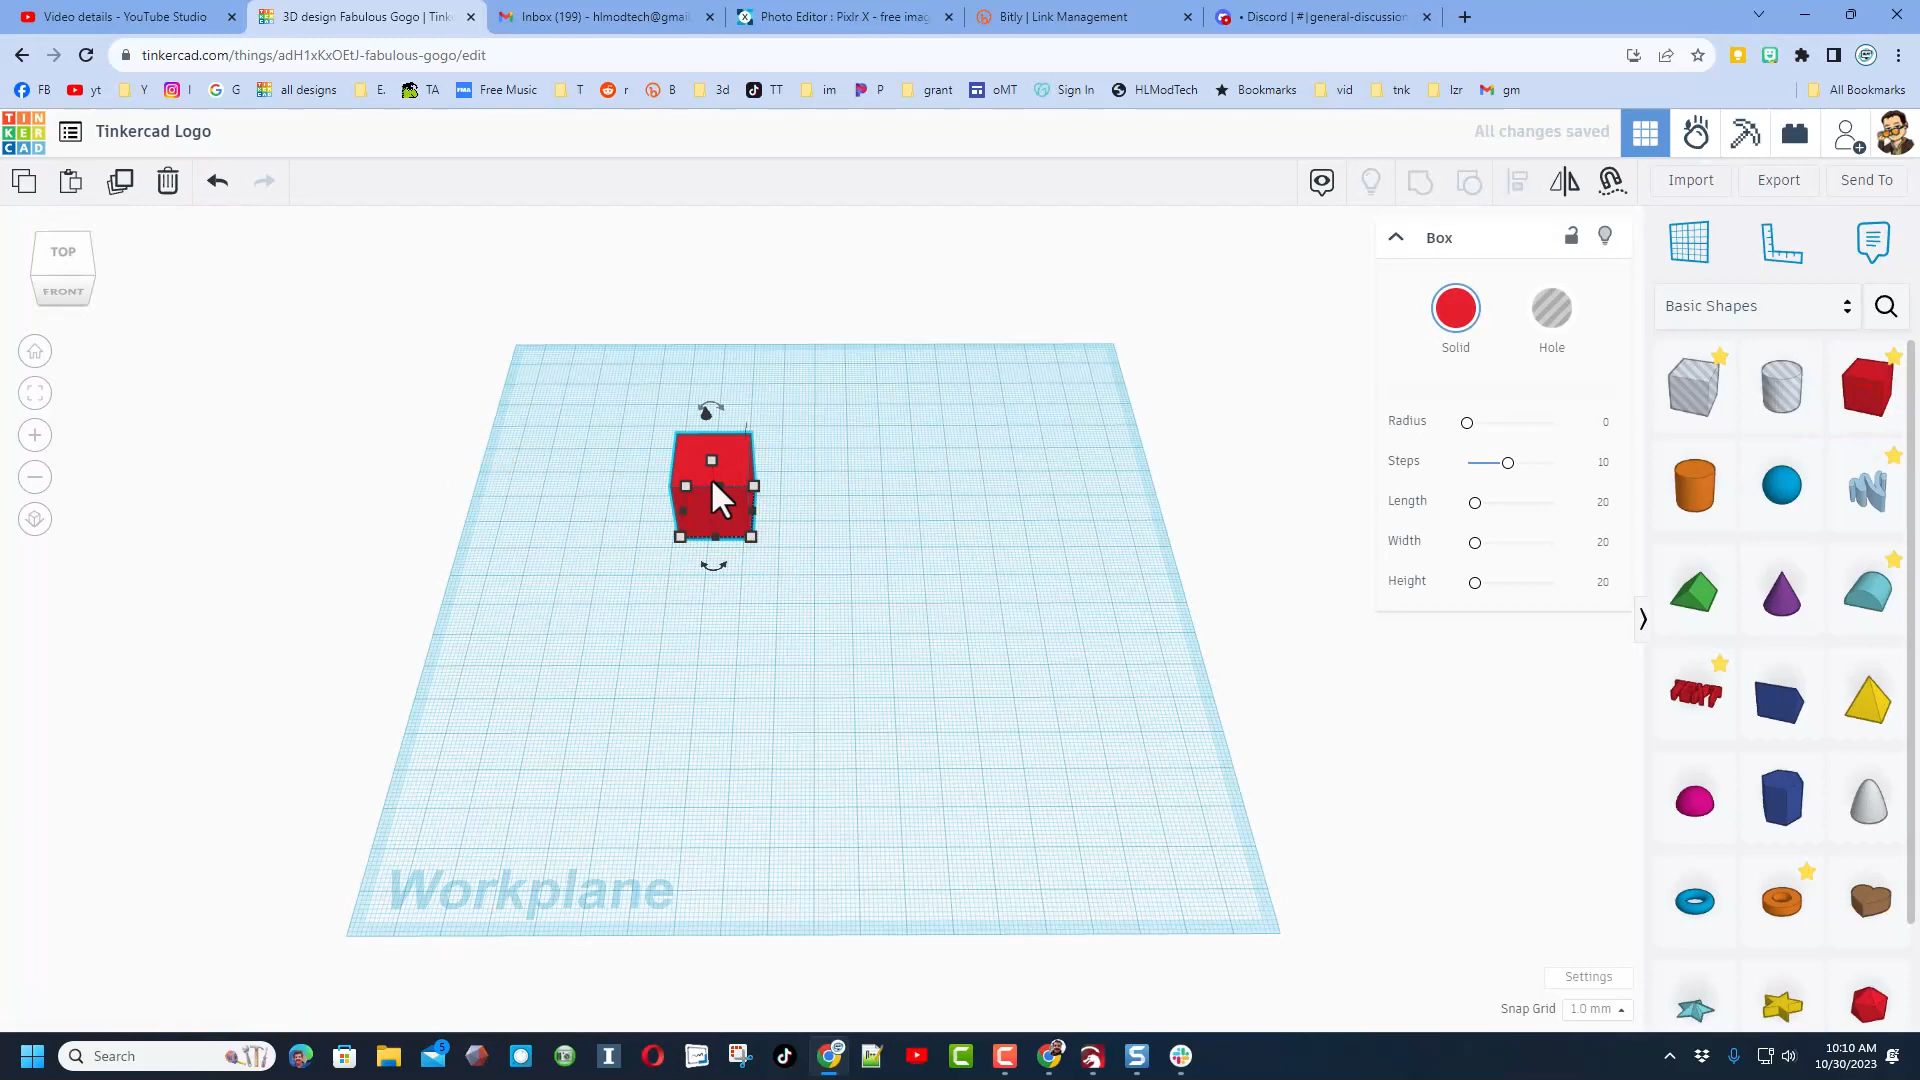 Video details - YouTube Studio
3D design Fabulous Gogo | Tink
Inbox (199) - hlmodtech@gmail.
Photo Editor : Pixlr X - free imag
Bitly | Link Management
• Discord | #|general-discussion
tinkercad.com/things/adH1xKxOEtJ-fabulous-gogo/edit
FB
yt
Y
I
G
all designs
E.
TA
Free Music
T
r
B
3d
TT
im
P
grant
oMT
Sign In
HLModTech
Bookmarks
vid
tnk
lzr
gm
All Bookmarks
TIN
KER
CAD
Tinkercad Logo
All changes saved
Import
Export
Send To
TOP
FRONT
Box
Solid
Hole
Radius 0
Steps 10
Length 20
Width 20
Height 20
Basic Shapes
TEXT
Workplane
Settings
Snap Grid 1.0 mm
Search
5
10:10 AM
10/30/2023